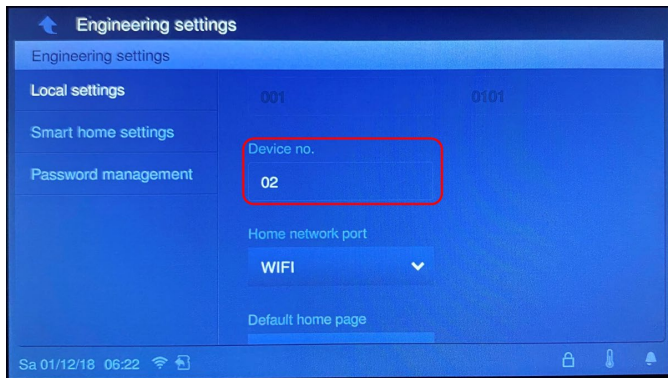 Engineering settings
Engineering settings
Local settings
001 0101
Smart home settings
Device no.
Password management
02
Home network port
WIFI
Default home page
Sa 01/12/18 06:22